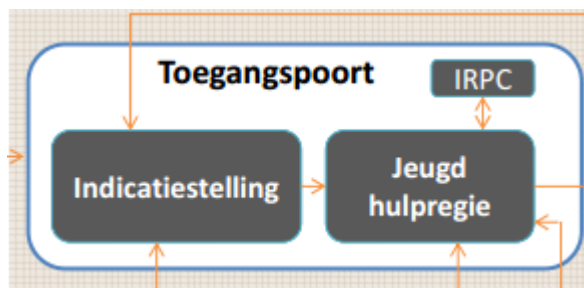 Toegangspoort
IRPC
Indicatiestelling
Jeugd
hulpregie